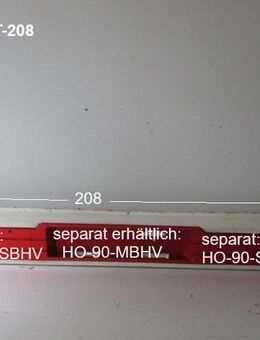 T-208
208
separat erhältlich:
HO-90-MBHV
SBHV
separat:
HO-90-S